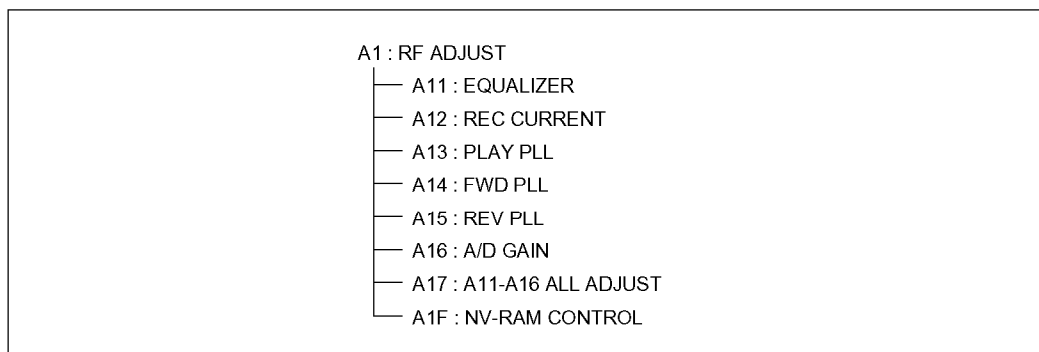 A1 : RF ADJUST
A11 : EQUALIZER
A12 : REC CURRENT
A13 : PLAY PLL
A14 : FWD PLL
A15 : REV PLL
A16 : A/D GAIN
A17 : A11-A16 ALL ADJUST
A1F : NV-RAM CONTROL